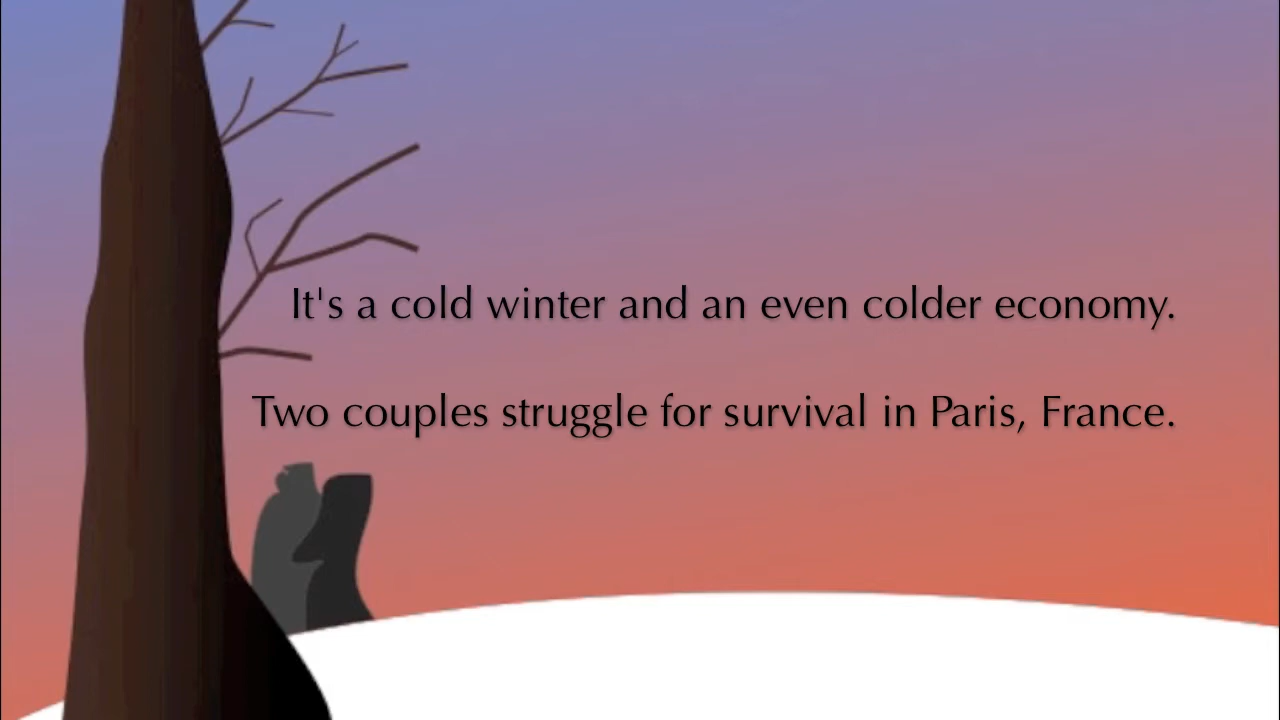 It's a cold winter and an even colder economy.
Two couples struggle for survival in Paris, France.